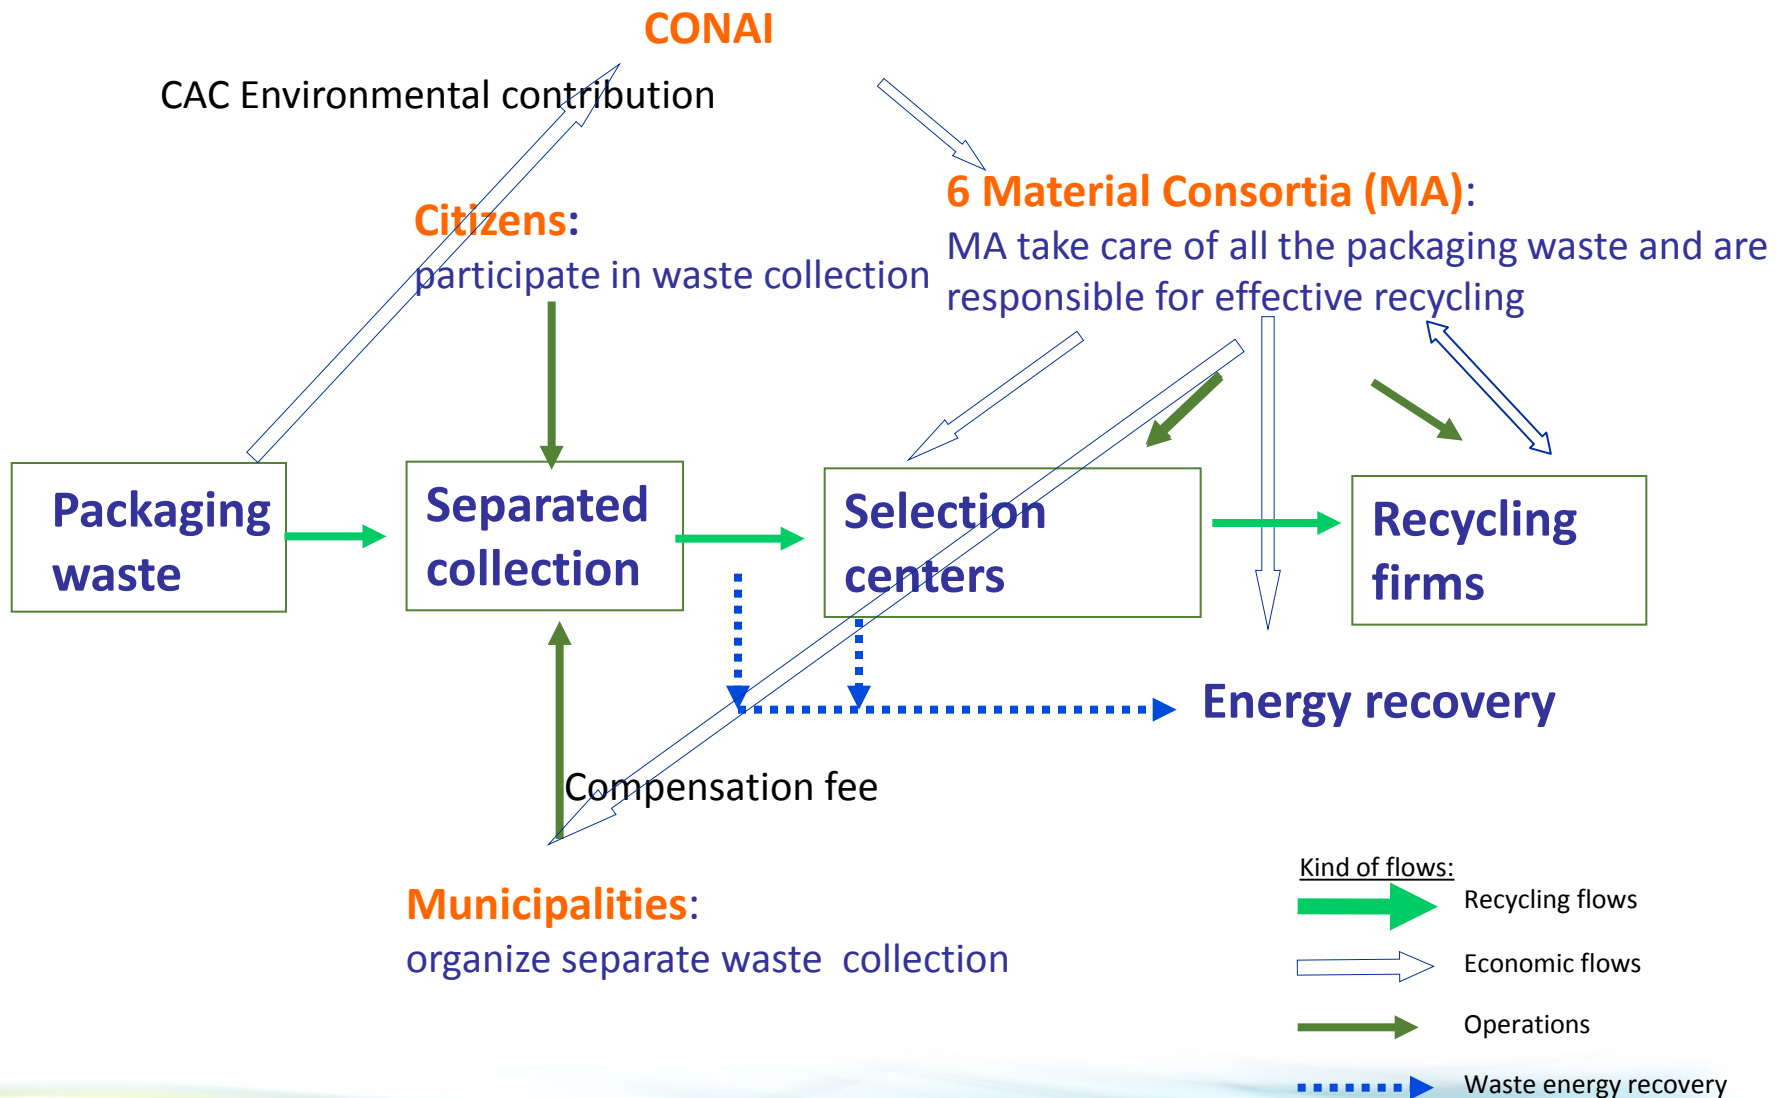 CONAI
CAC Environmental contribution
6 Material Consortia (MA):
MA take care of all the packaging waste and are
responsible for effective recycling
Citizens:
participate in waste collection
Packaging
waste
Separated
collection
Selection
centers
Recycling
firms
Energy recovery
Compensation fee
Municipalities:
organize separate waste  collection
Kind of flows:
Recycling flows
Economic flows
Operations
Waste energy recovery